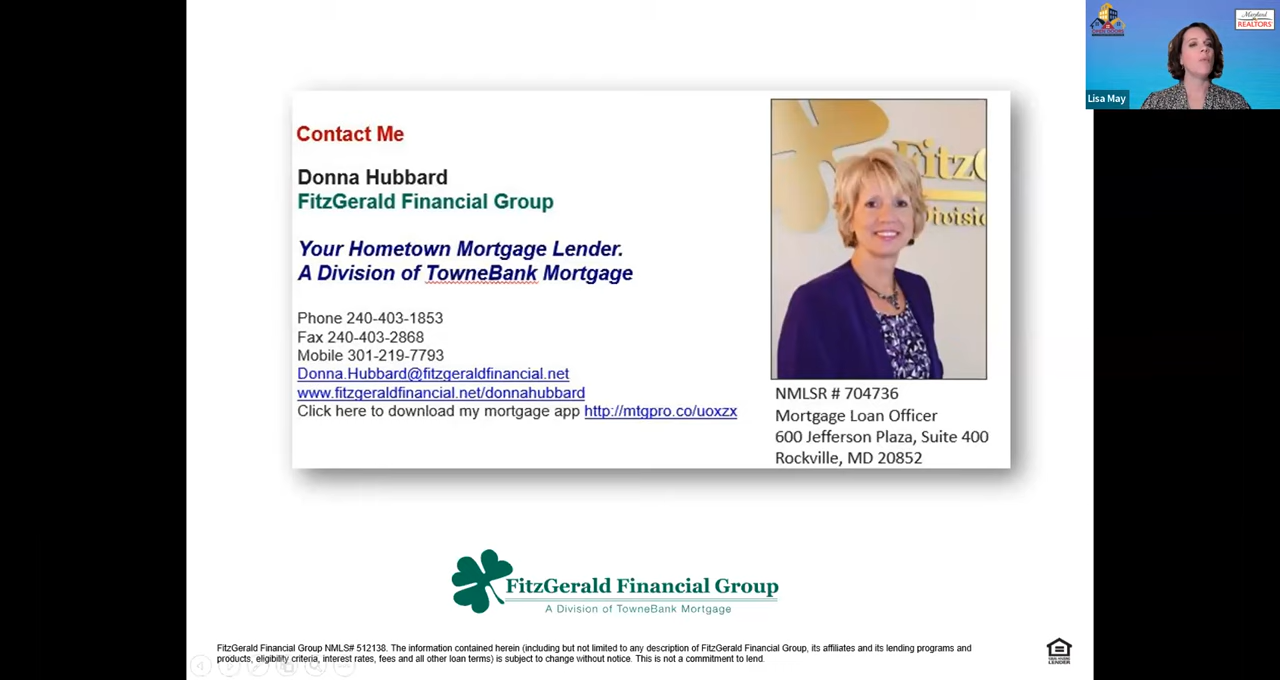 Contact Me
Donna Hubbard
FitzGerald Financial Group
Your Hometown Mortgage Lender.
A Division of TowneBank Mortgage
Phone 240-403-1853
Fax 240-403-2868
Mobile 301-219-7793
Donna.Hubbard@fitzgeraldfinancial.net
www.fitzgeraldfinancial.net/donnahubbard
Click here to download my mortgage app http://mtgpro.co/uoxzx
FitzG
Divisio
NMLSR # 704736
Mortgage Loan Officer
600 Jefferson Plaza, Suite 400
Rockville, MD 20852
Maryland
REALTORS
Lisa May
FitzGerald Financial Group
A Division of TowneBank Mortgage
FitzGerald Financial Group NMLS# 512138. The information contained herein (including but not limited to any description of FitzGerald Financial Group, its affiliates and its lending programs and
products, eligibility criteria, interest rates, fees and all other loan terms) is subject to change without notice. This is not a commitment to lend.